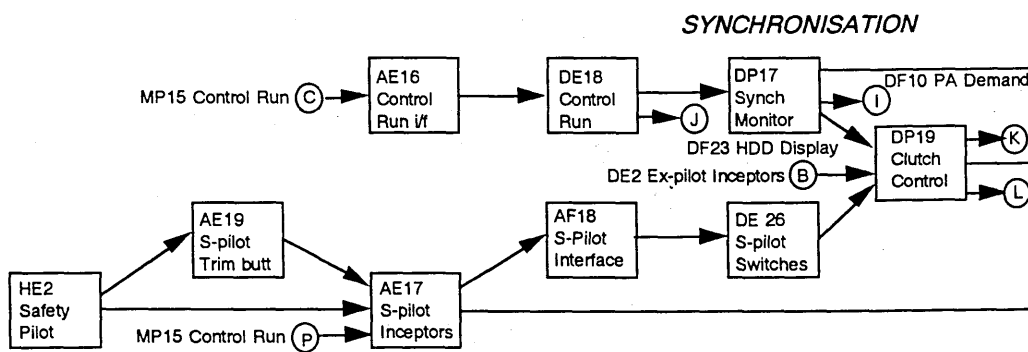 SYNCHRONISATION
MP15 Control Run C
AE16
Control
Run i/f
DE18
Control
Run
J
DP17
Synch
Monitor
DF10 PA Demand
I
DF23 HDD Display
DP19
Clutch
Control
K
L
DE2 Ex-pilot Inceptors B
AE19
S-pilot
Trim butt
AF18
S-Pilot
Interface
DE 26
S-pilot
Switches
HE2
Safety
Pilot
AE17
S-pilot
Inceptors
MP15 Control Run P